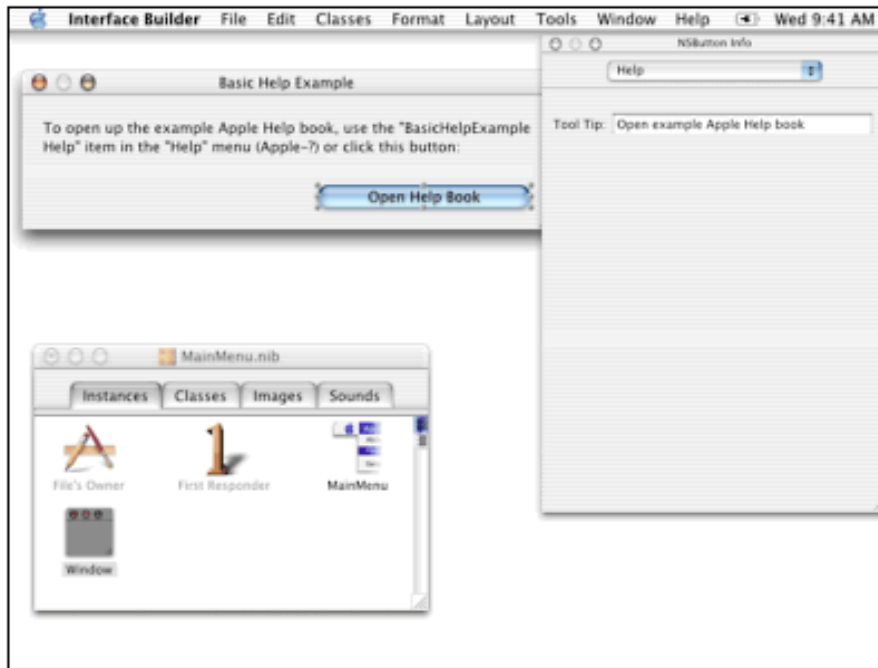 Interface Builder File Edit Classes Format Layout Tools Window Help Wed 9:41 AM
NSButton Info
Help
Tool Tip: Open example Apple Help book
Basic Help Example
To open up the example Apple Help book, use the "BasicHelpExample
Help" item in the "Help" menu (Apple-?) or click this button:
Open Help Book
MainMenu.nib
Instances Classes Images Sounds
File's Owner First Responder MainMenu
Window